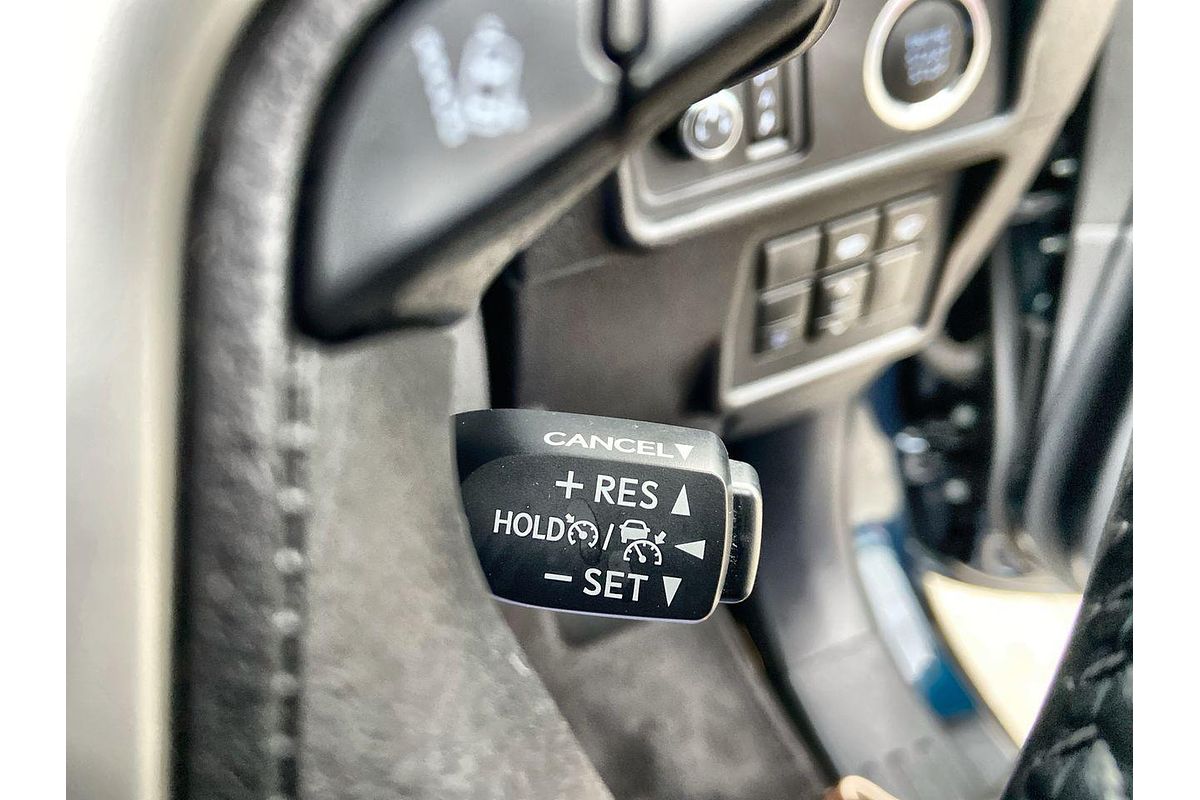 CANCEL▼
+ RES ▲
HOLD / ◄
− SET ▼